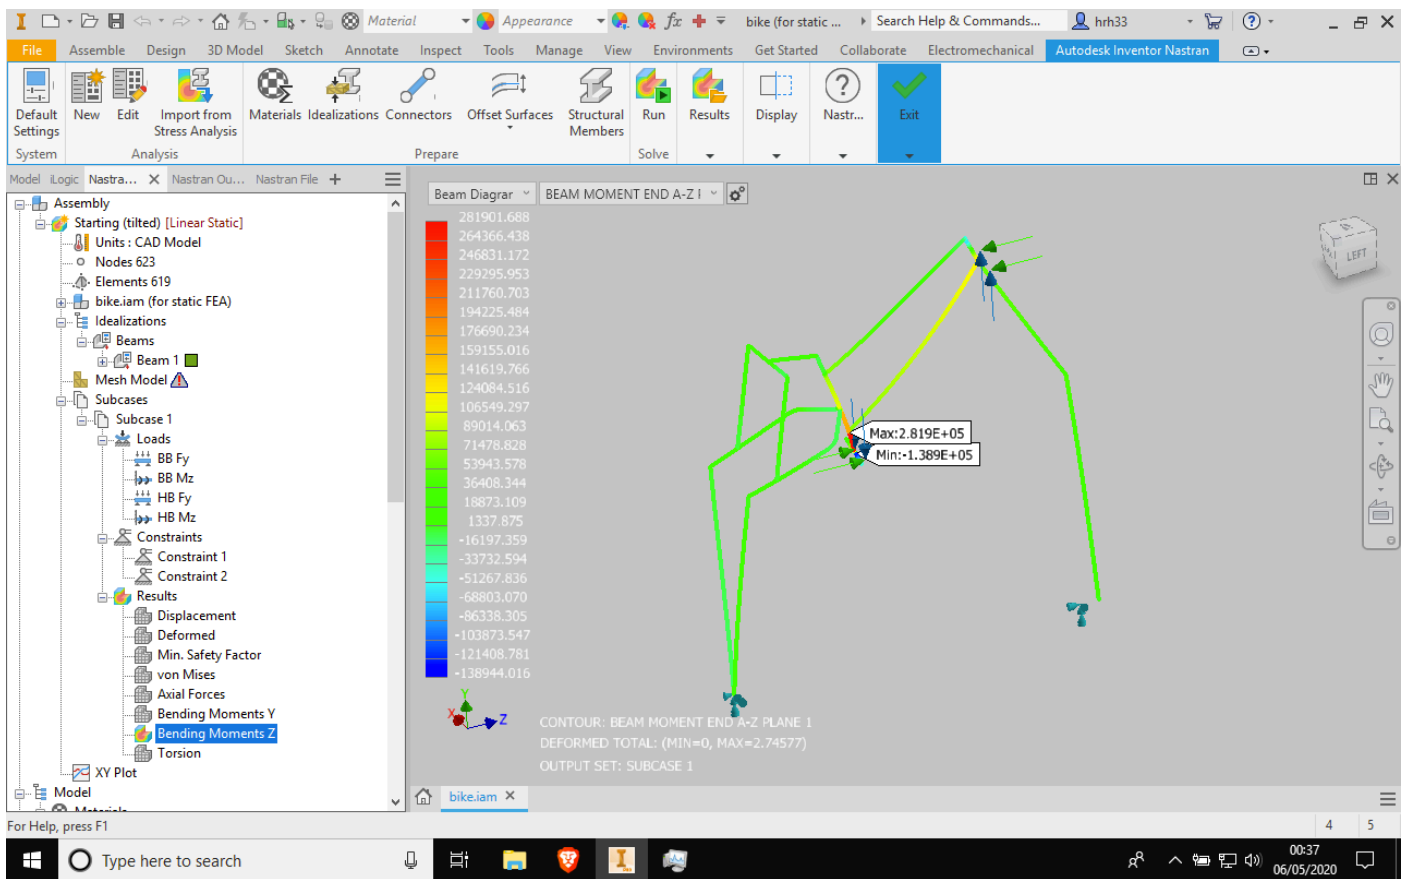 Material
Appearance
fx
bike (for static ...
Search Help & Commands...
hrh33
File
Assemble
Design
3D Model
Sketch
Annotate
Inspect
Tools
Manage
View
Environments
Get Started
Collaborate
Electromechanical
Autodesk Inventor Nastran
Default Settings
New
Edit
Import from Stress Analysis
Materials
Idealizations
Connectors
Offset Surfaces
Structural Members
Run
Results
Display
Nastr...
Exit
System
Analysis
Prepare
Solve
Model
iLogic
Nastra...
Nastran Ou...
Nastran File
Assembly
Starting (tilted) [Linear Static]
Units : CAD Model
Nodes 623
Elements 619
bike.iam (for static FEA)
Idealizations
Beams
Beam 1
Mesh Model
Subcases
Subcase 1
Loads
BB Fy
BB Mz
HB Fy
HB Mz
Constraints
Constraint 1
Constraint 2
Results
Displacement
Deformed
Min. Safety Factor
von Mises
Axial Forces
Bending Moments Y
Bending Moments Z
Torsion
XY Plot
Model
Beam Diagrar
BEAM MOMENT END A-Z
281901.688
264366.438
246831.172
229295.953
211760.703
194225.484
176690.234
159155.016
141619.766
124084.516
106549.297
89014.063
71478.828
53943.578
36408.344
18873.109
1337.875
-16197.359
-33732.594
-51267.836
-68803.070
-86338.305
-103873.547
-121408.781
-138944.016
LEFT
Max:2.819E+05
Min:-1.389E+05
Y
X
Z
CONTOUR: BEAM MOMENT END A-Z PLANE 1
DEFORMED TOTAL: (MIN=0, MAX=2.74577)
OUTPUT SET: SUBCASE 1
bike.iam
For Help, press F1
4 5
Type here to search
00:37
06/05/2020